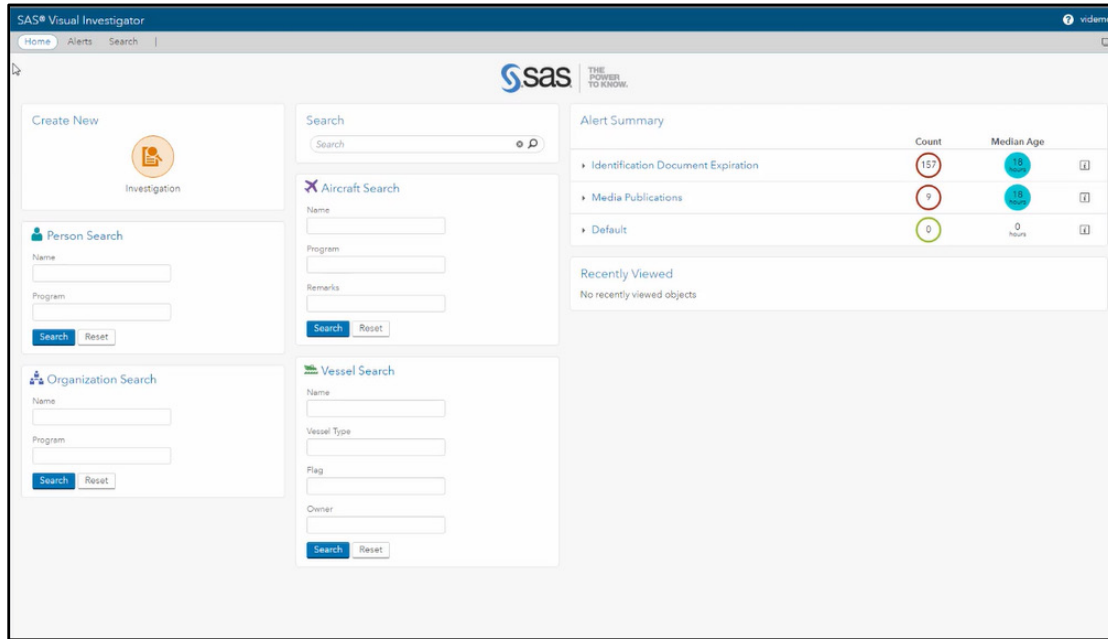 SAS® Visual Investigator
Home Alerts Search |
sas THE POWER TO KNOW.
Create New
Investigation
Person Search
Name
Program
Search Reset
Organization Search
Name
Program
Search Reset
Search
Search
Aircraft Search
Name
Program
Remarks
Search Reset
Vessel Search
Name
Vessel Type
Flag
Owner
Search Reset
Alert Summary
Count Median Age
Identification Document Expiration 157 18 hours
Media Publications 9 18 hours
Default 0 0 hours
Recently Viewed
No recently viewed objects